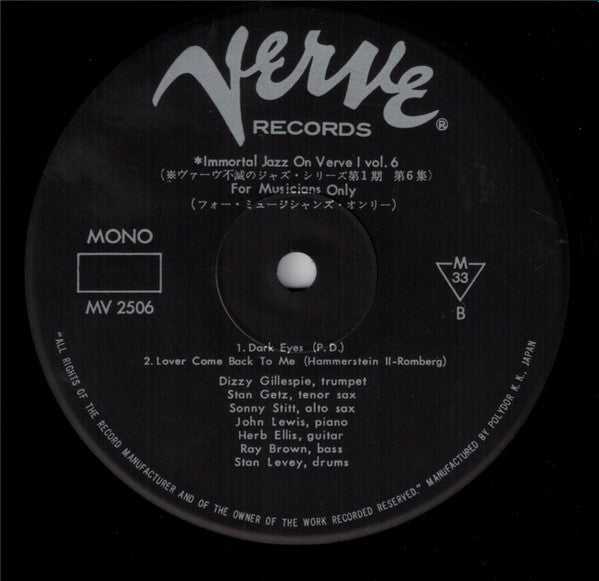 Verve
RECORDS ®
*Immortal Jazz On Verve I vol. 6
(※ヴァーヴ不滅のジャズ・シリーズ第1期 第6集)
For Musicians Only
(フォー・ミュージシャンズ・オンリー)
MONO
MV 2506
M
33
B
1. Dark Eyes (P.D.)
2. Lover Come Back To Me (Hammerstein II-Romberg)
Dizzy Gillespie, trumpet
Stan Getz, tenor sax
Sonny Stitt, alto sax
John Lewis, piano
Herb Ellis, guitar
Ray Brown, bass
Stan Levey, drums
"ALL RIGHTS OF THE RECORD MANUFACTURER AND OF THE OWNER OF THE WORK RECORDED RESERVED." MANUFACTURED BY POLYDOR K. K., JAPAN